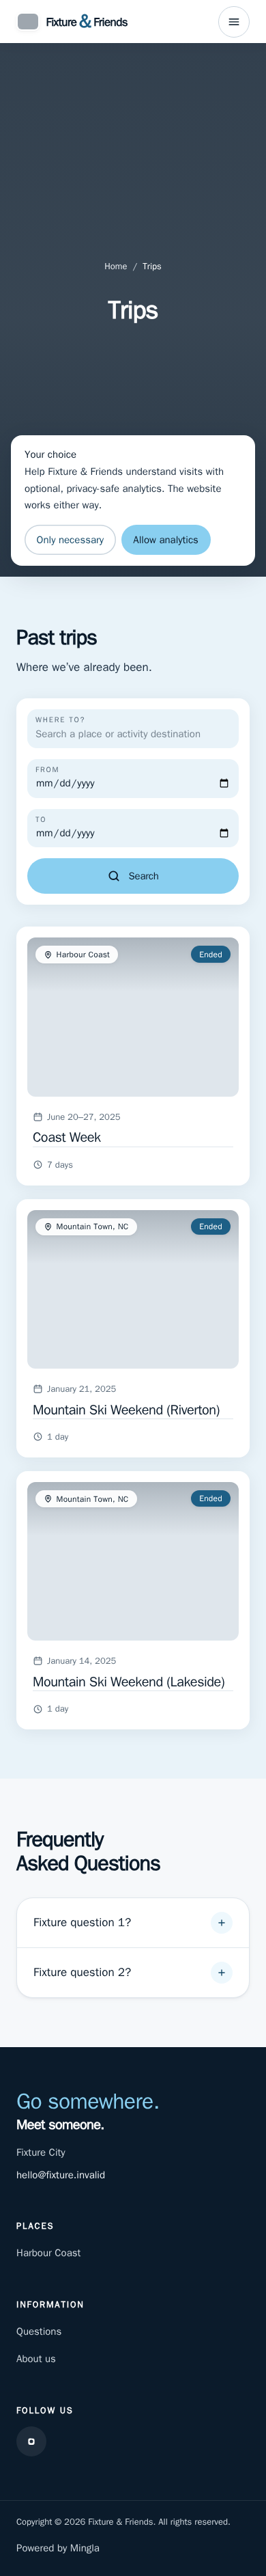 Fixture & Friends
Home / Trips
Trips
Your choice
Help Fixture & Friends understand visits with
optional, privacy-safe analytics. The website
works either way.
Only necessary
Allow analytics
Past trips
Where we've already been.
WHERE TO?
Search a place or activity destination
FROM
mm/dd/yyyy
TO
mm/dd/yyyy
Search
Harbour Coast
Ended
June 20–27, 2025
Coast Week
7 days
Mountain Town, NC
Ended
January 21, 2025
Mountain Ski Weekend (Riverton)
1 day
Mountain Town, NC
Ended
January 14, 2025
Mountain Ski Weekend (Lakeside)
1 day
Frequently
Asked Questions
Fixture question 1?
Fixture question 2?
Go somewhere.
Meet someone.
Fixture City
hello@fixture.invalid
PLACES
Harbour Coast
INFORMATION
Questions
About us
FOLLOW US
Copyright © 2026 Fixture & Friends. All rights reserved.
Powered by Mingla